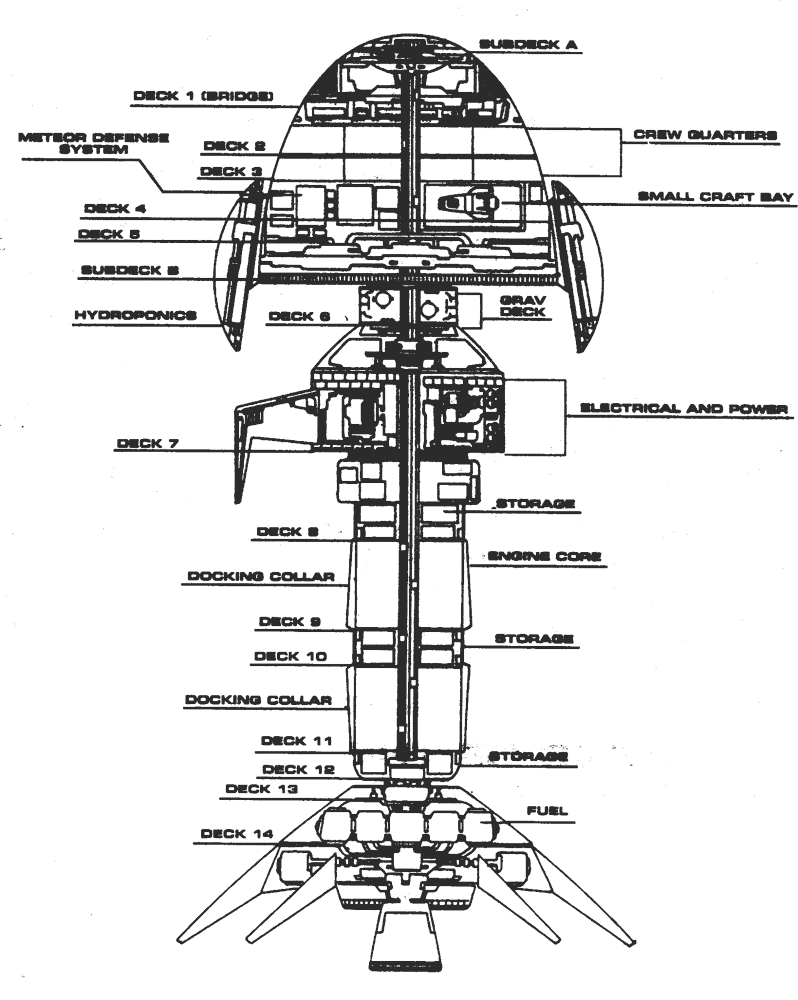 SUBDECK A
DECK 1 (BRIDGE)
METEOR DEFENSE
SYSTEM
DECK 2
CREW QUARTERS
DECK 3
SMALL CRAFT BAY
DECK 4
DECK 5
SUBDECK B
GRAV
DECK
HYDROPONICS
DECK 6
ELECTRICAL AND POWER
DECK 7
STORAGE
DECK 8
ENGINE CORE
DOCKING COLLAR
DECK 9
STORAGE
DECK 10
DOCKING COLLAR
DECK 11
STORAGE
DECK 12
DECK 13
FUEL
DECK 14